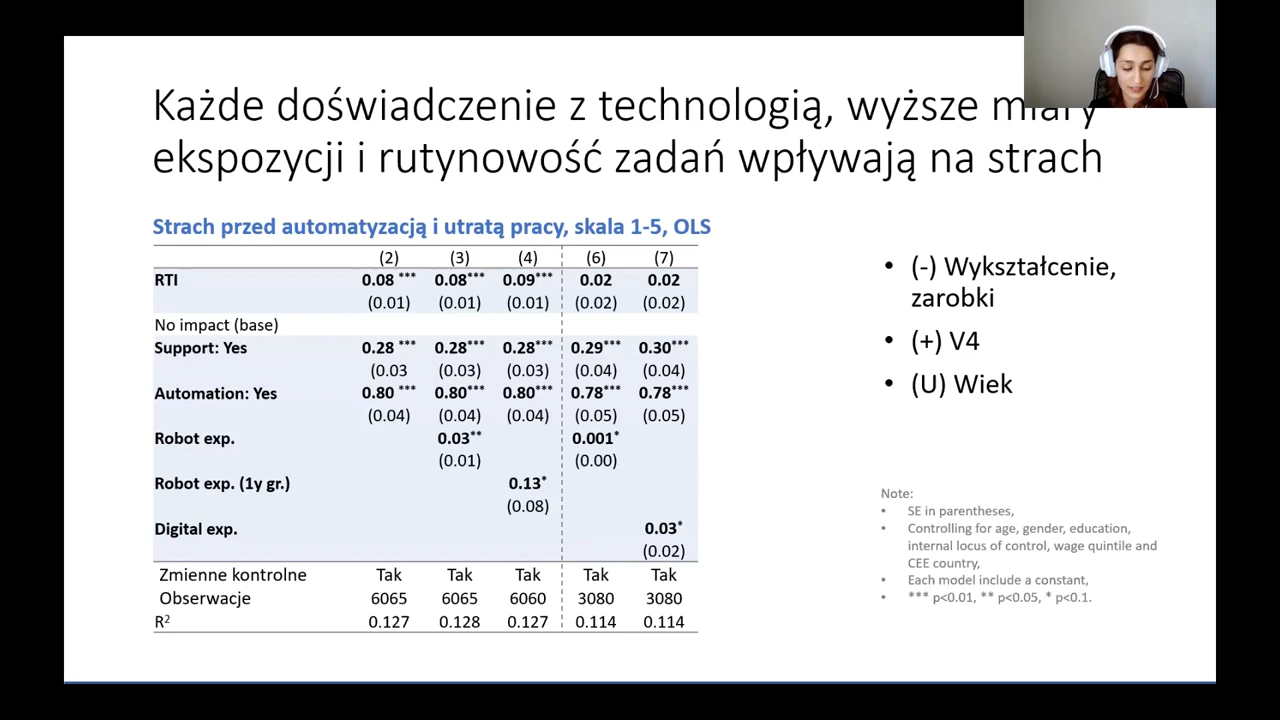 Każde doświadczenie z technologią, wyższe miary
ekspozycji i rutynowość zadań wpływają na strach
Strach przed automatyzacją i utratą pracy, skala 1-5, OLS
(2) (3) (4) (6) (7)
RTI 0.08 *** 0.08*** 0.09*** 0.02 0.02
(0.01) (0.01) (0.01) (0.02) (0.02)
No impact (base)
Support: Yes 0.28 *** 0.28*** 0.28*** 0.29*** 0.30***
(0.03 (0.03) (0.03) (0.04) (0.04)
Automation: Yes 0.80 *** 0.80*** 0.80*** 0.78*** 0.78***
(0.04) (0.04) (0.04) (0.05) (0.05)
Robot exp. 0.03** 0.001*
(0.01) (0.00)
Robot exp. (1y gr.) 0.13*
(0.08)
Digital exp. 0.03*
(0.02)
Zmienne kontrolne Tak Tak Tak Tak Tak
Obserwacje 6065 6065 6060 3080 3080
R² 0.127 0.128 0.127 0.114 0.114
• (-) Wykształcenie,
zarobki
• (+) V4
• (U) Wiek
Note:
• SE in parentheses,
• Controlling for age, gender, education,
internal locus of control, wage quintile and
CEE country,
• Each model include a constant,
• *** p<0.01, ** p<0.05, * p<0.1.